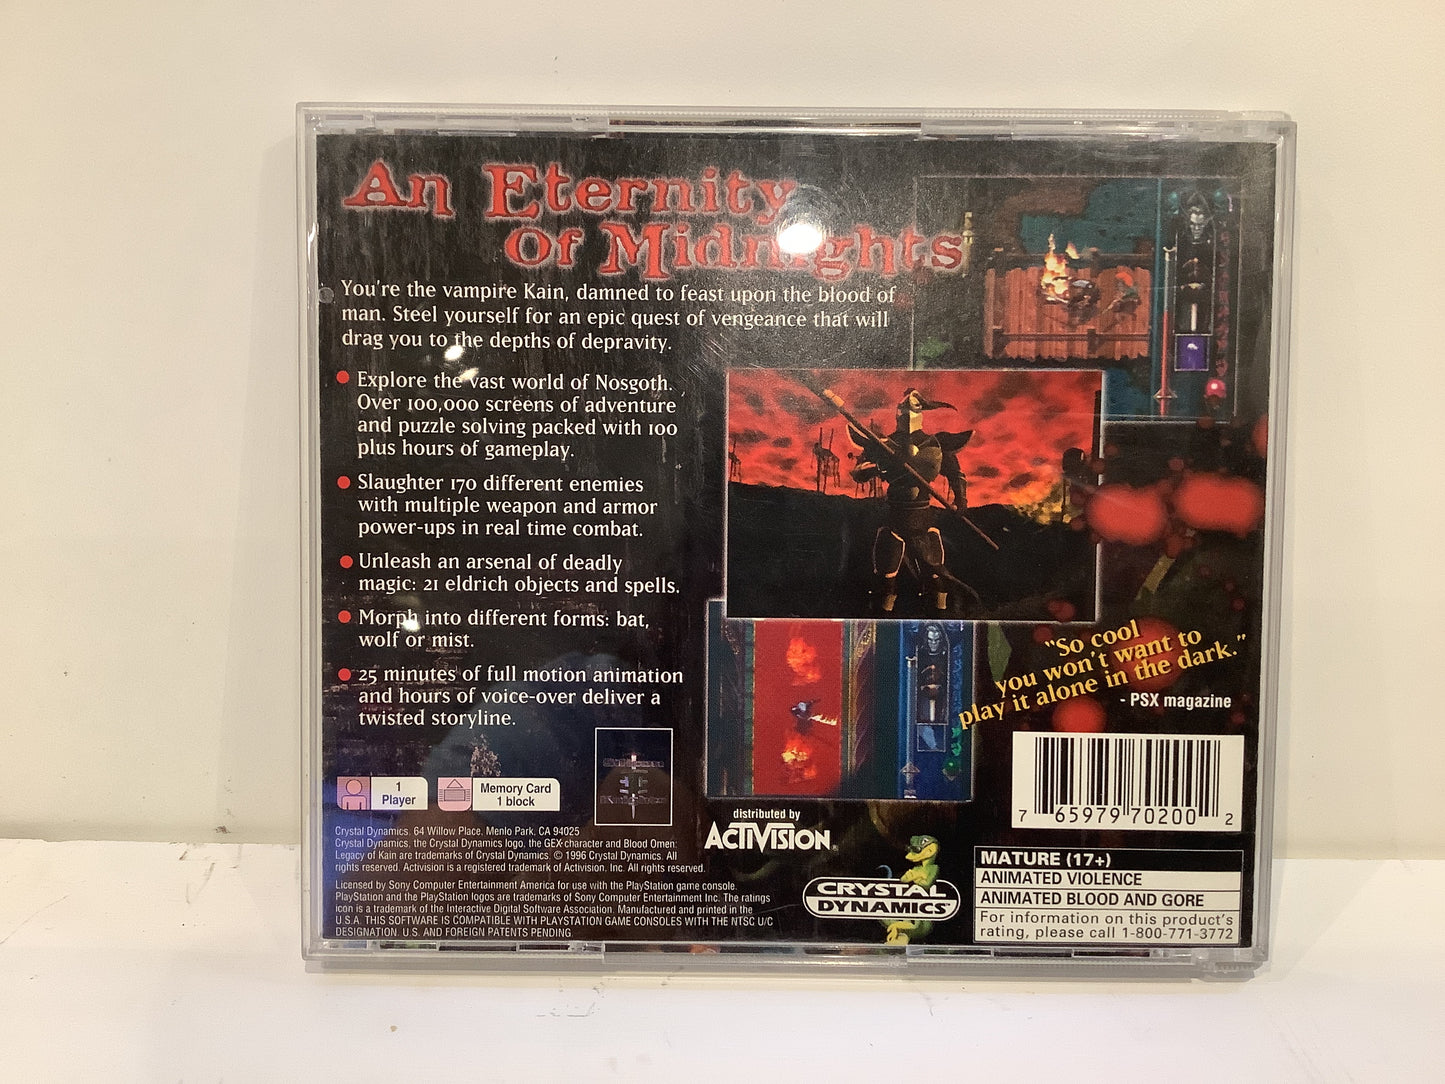 An Eternity
Of Midnights
You're the vampire Kain, damned to feast upon the blood of
man. Steel yourself for an epic quest of vengeance that will
drag you to the depths of depravity.
Explore the vast world of Nosgoth.
Over 100,000 screens of adventure
and puzzle solving packed with 100
plus hours of gameplay.
Slaughter 170 different enemies
with multiple weapon and armor
power-ups in real time combat.
Unleash an arsenal of deadly
magic: 21 eldrich objects and spells.
Morph into different forms: bat,
wolf or mist.
25 minutes of full motion animation
and hours of voice-over deliver a
twisted storyline.
"So cool
you won't want to
play it alone in the dark."
- PSX magazine
1
Player
Memory Card
1 block
Silicon
Knights
7 65979 70200 2
distributed by
ACTIVISION®
CRYSTAL
DYNAMICS™
Crystal Dynamics. 64 Willow Place, Menlo Park, CA 94025
Crystal Dynamics, the Crystal Dynamics logo, the GEX character and Blood Omen:
Legacy of Kain are trademarks of Crystal Dynamics. © 1996 Crystal Dynamics. All
rights reserved. Activision is a registered trademark of Activision, Inc. All rights reserved.
Licensed by Sony Computer Entertainment America for use with the PlayStation game console.
PlayStation and the PlayStation logos are trademarks of Sony Computer Entertainment Inc. The ratings
icon is a trademark of the Interactive Digital Software Association. Manufactured and printed in the
U.S.A. THIS SOFTWARE IS COMPATIBLE WITH PLAYSTATION GAME CONSOLES WITH THE NTSC U/C
DESIGNATION. U.S. AND FOREIGN PATENTS PENDING.
MATURE (17+)
ANIMATED VIOLENCE
ANIMATED BLOOD AND GORE
For information on this product's
rating, please call 1-800-771-3772